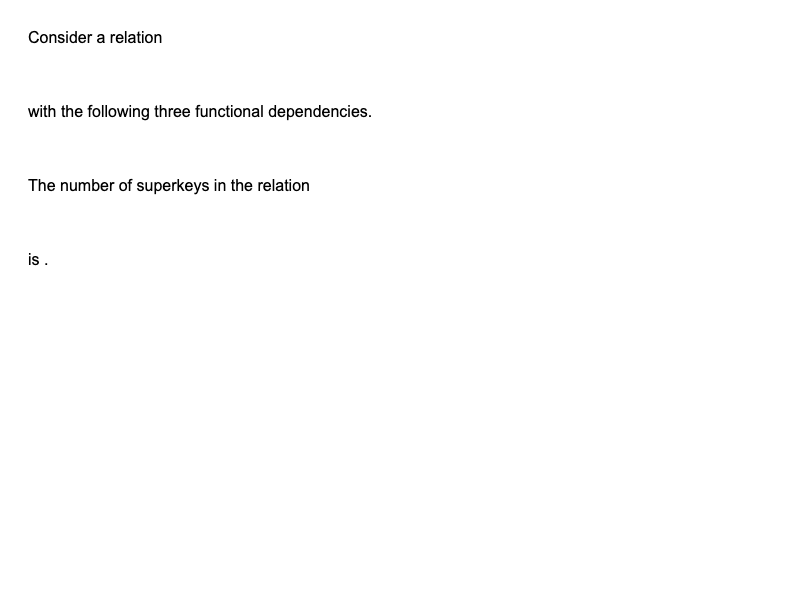 Consider a relation
with the following three functional dependencies.
The number of superkeys in the relation
is .